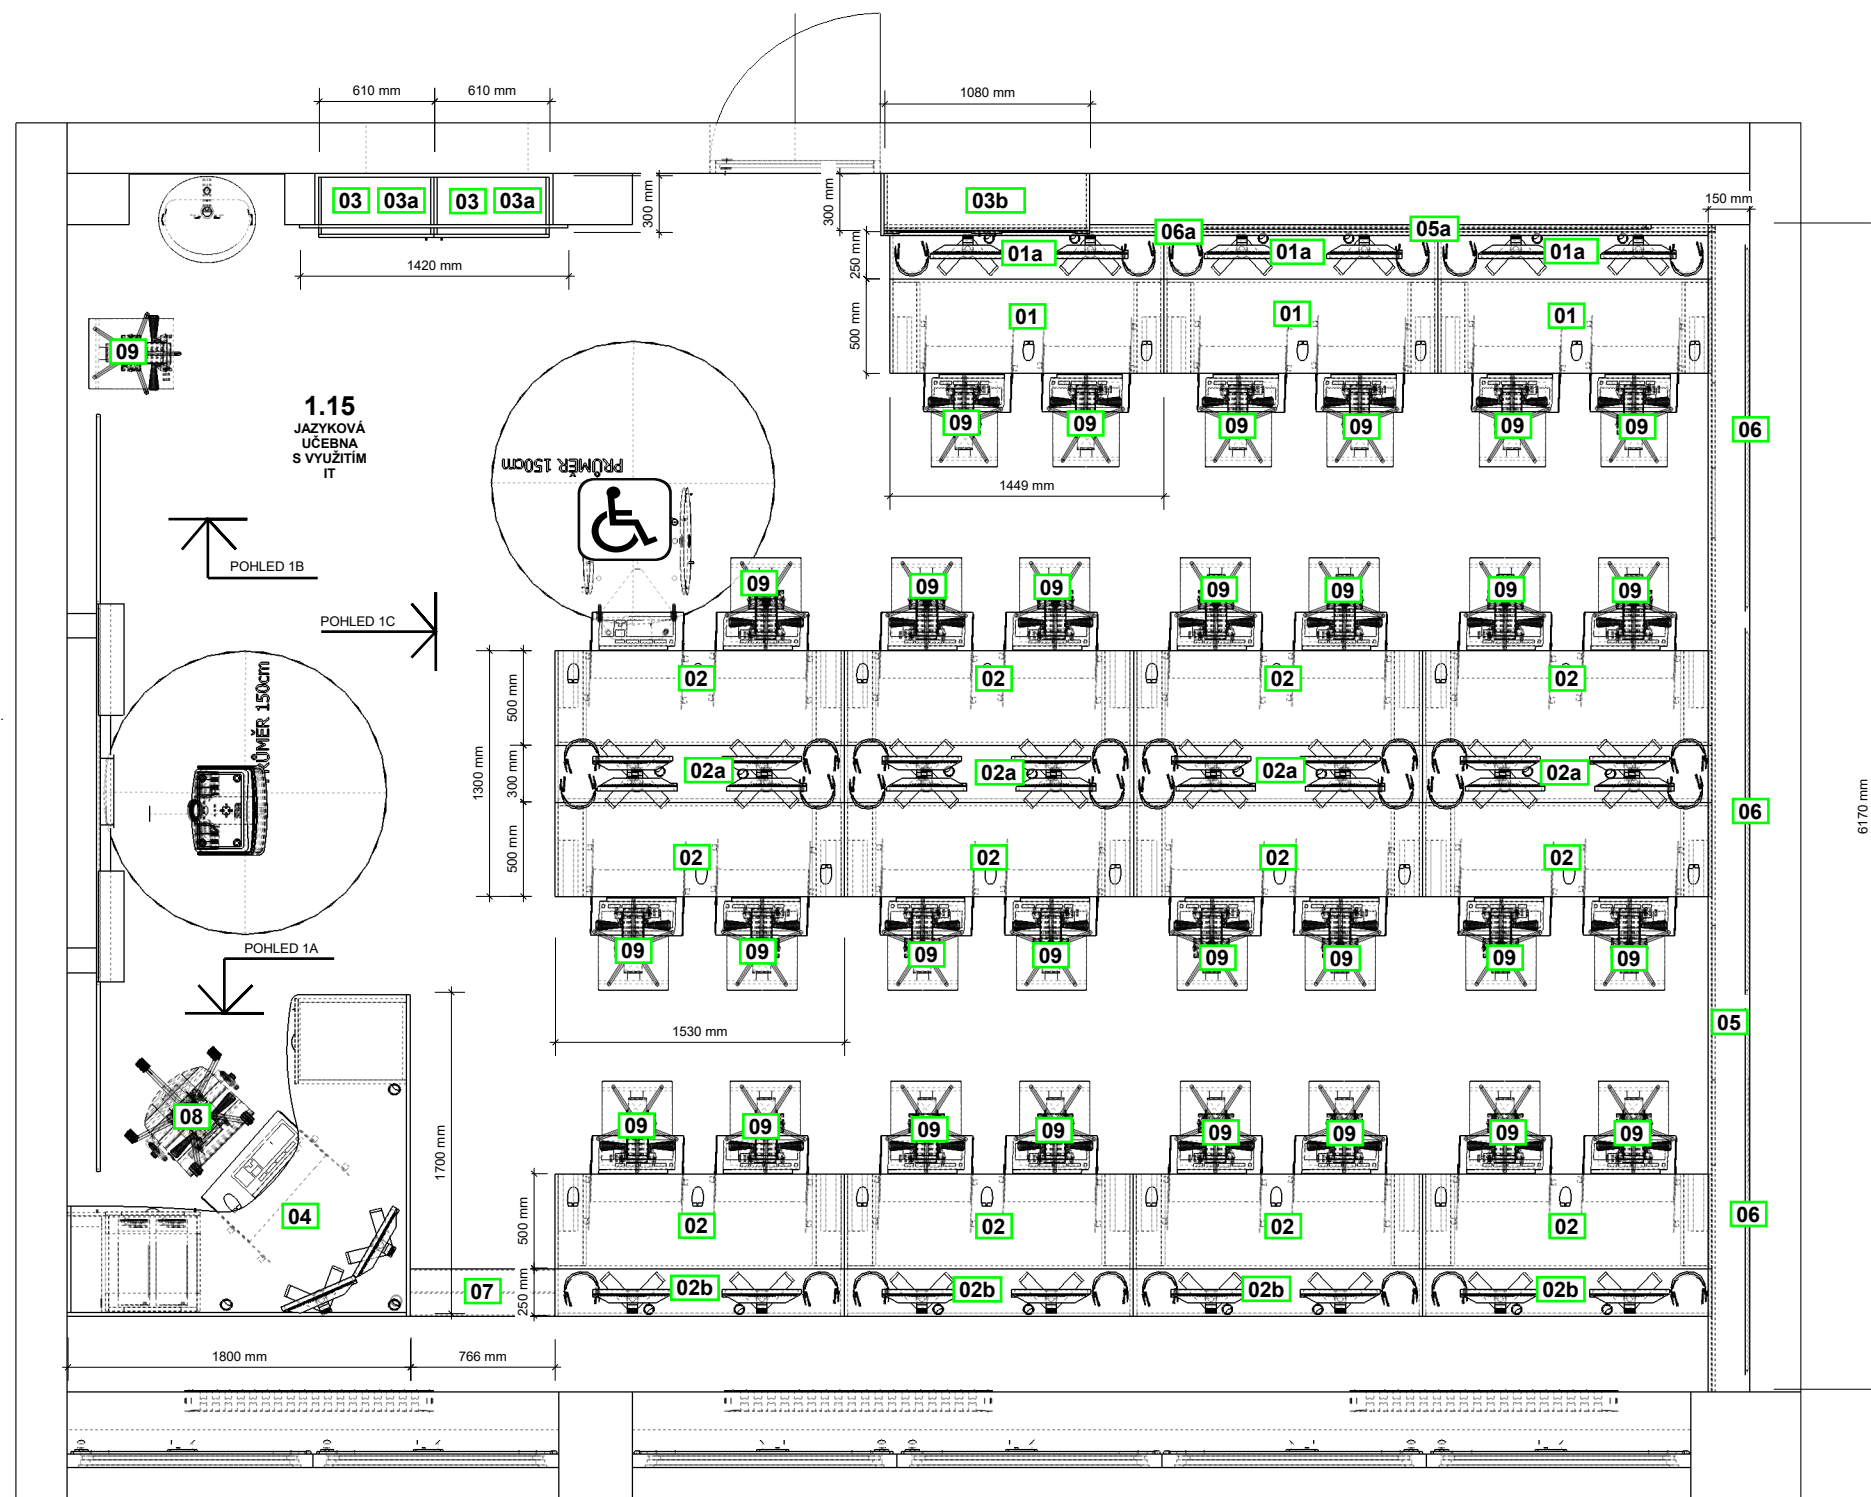 610 mm
610 mm
1080 mm
03
03a
03
03a
300 mm
300 mm
03b
150 mm
06a
05a
250 mm
01a
01a
01a
1420 mm
500 mm
01
01
01
09
1.15
JAZYKOVÁ
UČEBNA
S VYUŽITÍM
IT
09
09
09
09
09
09
06
PRŮMĚR 150cm
1449 mm
POHLED 1B
09
09
09
09
09
09
09
POHLED 1C
PRŮMĚR 150cm
500 mm
02
02
02
02
1300 mm
300 mm
02a
02a
02a
02a
06
6170 mm
500 mm
02
02
02
02
POHLED 1A
09
09
09
09
09
09
09
09
1530 mm
05
08
09
09
09
09
09
09
09
09
1700 mm
04
500 mm
02
02
02
02
06
07
250 mm
02b
02b
02b
02b
1800 mm
766 mm